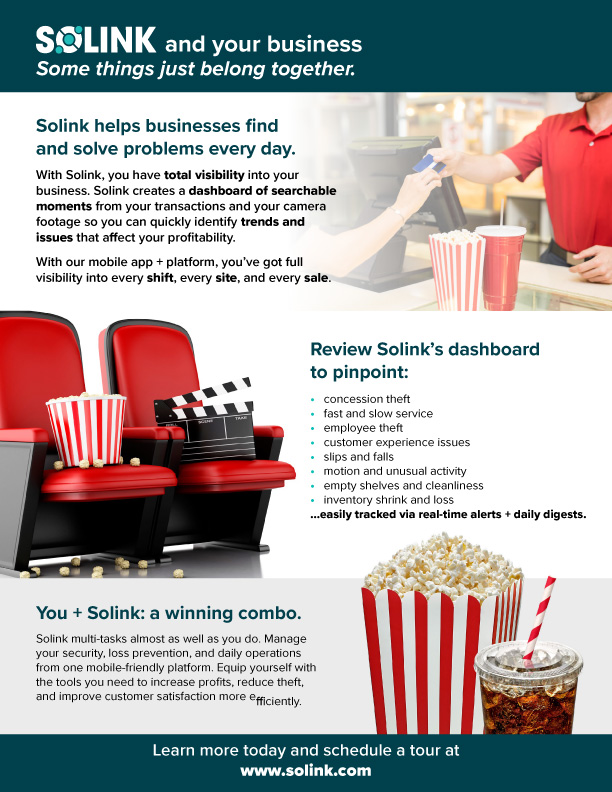 SOLINK and your business
Some things just belong together.
Solink helps businesses find
and solve problems every day.
With Solink, you have total visibility into your
business. Solink creates a dashboard of searchable
moments from your transactions and your camera
footage so you can quickly identify trends and
issues that affect your profitability.
With our mobile app + platform, you've got full
visibility into every shift, every site, and every sale.
Review Solink's dashboard
to pinpoint:
• concession theft
• fast and slow service
• employee theft
• customer experience issues
• slips and falls
• motion and unusual activity
• empty shelves and cleanliness
• inventory shrink and loss
...easily tracked via real-time alerts + daily digests.
SCENE
You + Solink: a winning combo.
Solink multi-tasks almost as well as you do. Manage
your security, loss prevention, and daily operations
from one mobile-friendly platform. Equip yourself with
the tools you need to increase profits, reduce theft,
and improve customer satisfaction more efficiently.
Learn more today and schedule a tour at
www.solink.com